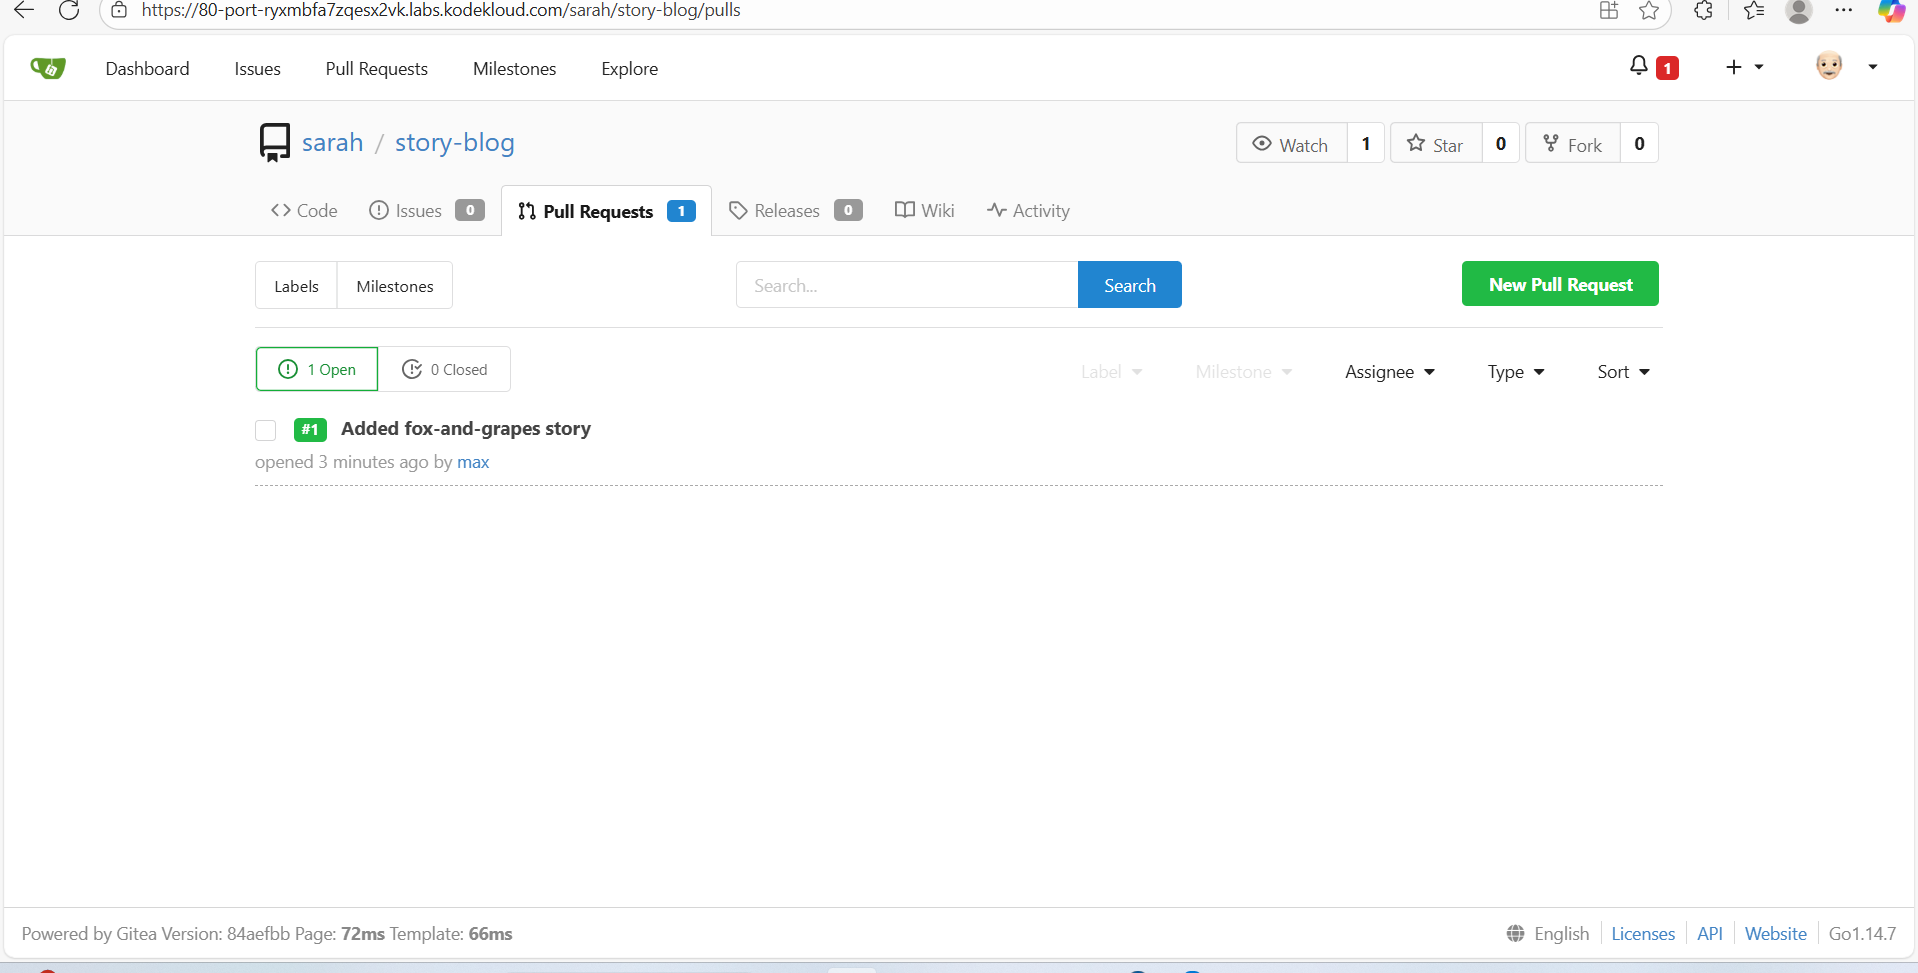 https://80-port-ryxmbfa7zqesx2vk.labs.kodekloud.com/sarah/story-blog/pulls
Dashboard Issues Pull Requests Milestones Explore 1
sarah / story-blog Watch 1 Star 0 Fork 0
Code Issues 0 Pull Requests 1 Releases 0 Wiki Activity
Labels Milestones Search... Search New Pull Request
1 Open 0 Closed Label Milestone Assignee Type Sort
#1 Added fox-and-grapes story
opened 3 minutes ago by max
Powered by Gitea Version: 84aefbb Page: 72ms Template: 66ms English Licenses API Website Go1.14.7